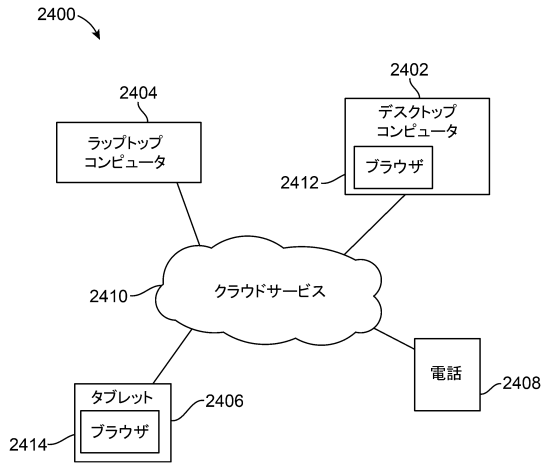 2400
2404
ラップトップ
コンピュータ
2402
デスクトップ
コンピュータ
2412
ブラウザ
2410
クラウドサービス
電話
2408
タブレット
2406
2414
ブラウザ